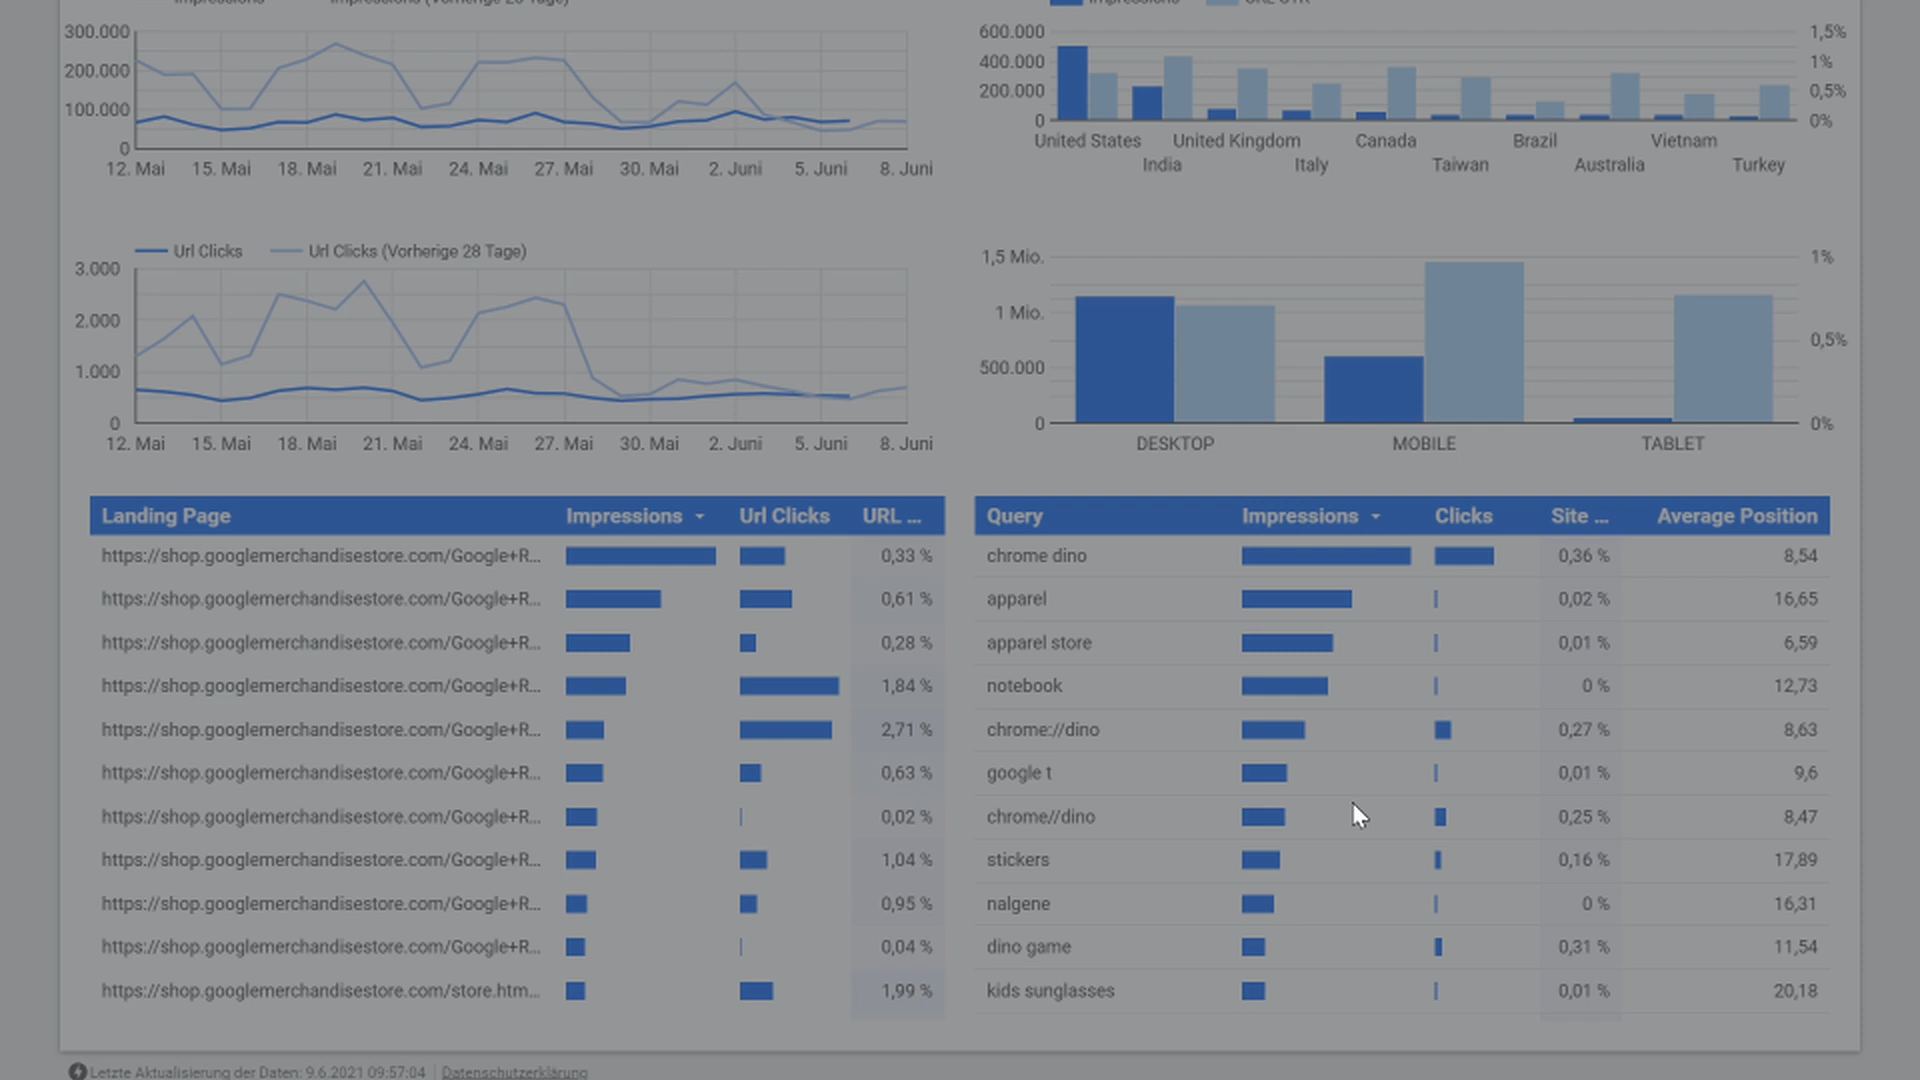 Impressions Impressions (Vorherige 28 Tage)
300.000
200.000
100.000
0
12. Mai 15. Mai 18. Mai 21. Mai 24. Mai 27. Mai 30. Mai 2. Juni 5. Juni 8. Juni
Impressions URL CTR
600.000 1,5%
400.000 1%
200.000 0,5%
0 0%
United States United Kingdom Canada Brazil Vietnam
India Italy Taiwan Australia Turkey
Url Clicks Url Clicks (Vorherige 28 Tage)
3.000
2.000
1.000
0
12. Mai 15. Mai 18. Mai 21. Mai 24. Mai 27. Mai 30. Mai 2. Juni 5. Juni 8. Juni
1,5 Mio. 1%
1 Mio.
0,5%
500.000
0 0%
DESKTOP MOBILE TABLET
Landing Page Impressions Url Clicks URL ...
https://shop.googlemerchandisestore.com/Google+R... 0,33 %
https://shop.googlemerchandisestore.com/Google+R... 0,61 %
https://shop.googlemerchandisestore.com/Google+R... 0,28 %
https://shop.googlemerchandisestore.com/Google+R... 1,84 %
https://shop.googlemerchandisestore.com/Google+R... 2,71 %
https://shop.googlemerchandisestore.com/Google+R... 0,63 %
https://shop.googlemerchandisestore.com/Google+R... 0,02 %
https://shop.googlemerchandisestore.com/Google+R... 1,04 %
https://shop.googlemerchandisestore.com/Google+R... 0,95 %
https://shop.googlemerchandisestore.com/Google+R... 0,04 %
https://shop.googlemerchandisestore.com/store.htm... 1,99 %
Query Impressions Clicks Site ... Average Position
chrome dino 0,36 % 8,54
apparel 0,02 % 16,65
apparel store 0,01 % 6,59
notebook 0 % 12,73
chrome://dino 0,27 % 8,63
google t 0,01 % 9,6
chrome//dino 0,25 % 8,47
stickers 0,16 % 17,89
nalgene 0 % 16,31
dino game 0,31 % 11,54
kids sunglasses 0,01 % 20,18
Letzte Aktualisierung der Daten: 9.6.2021 09:57:04 Datenschutzerklärung